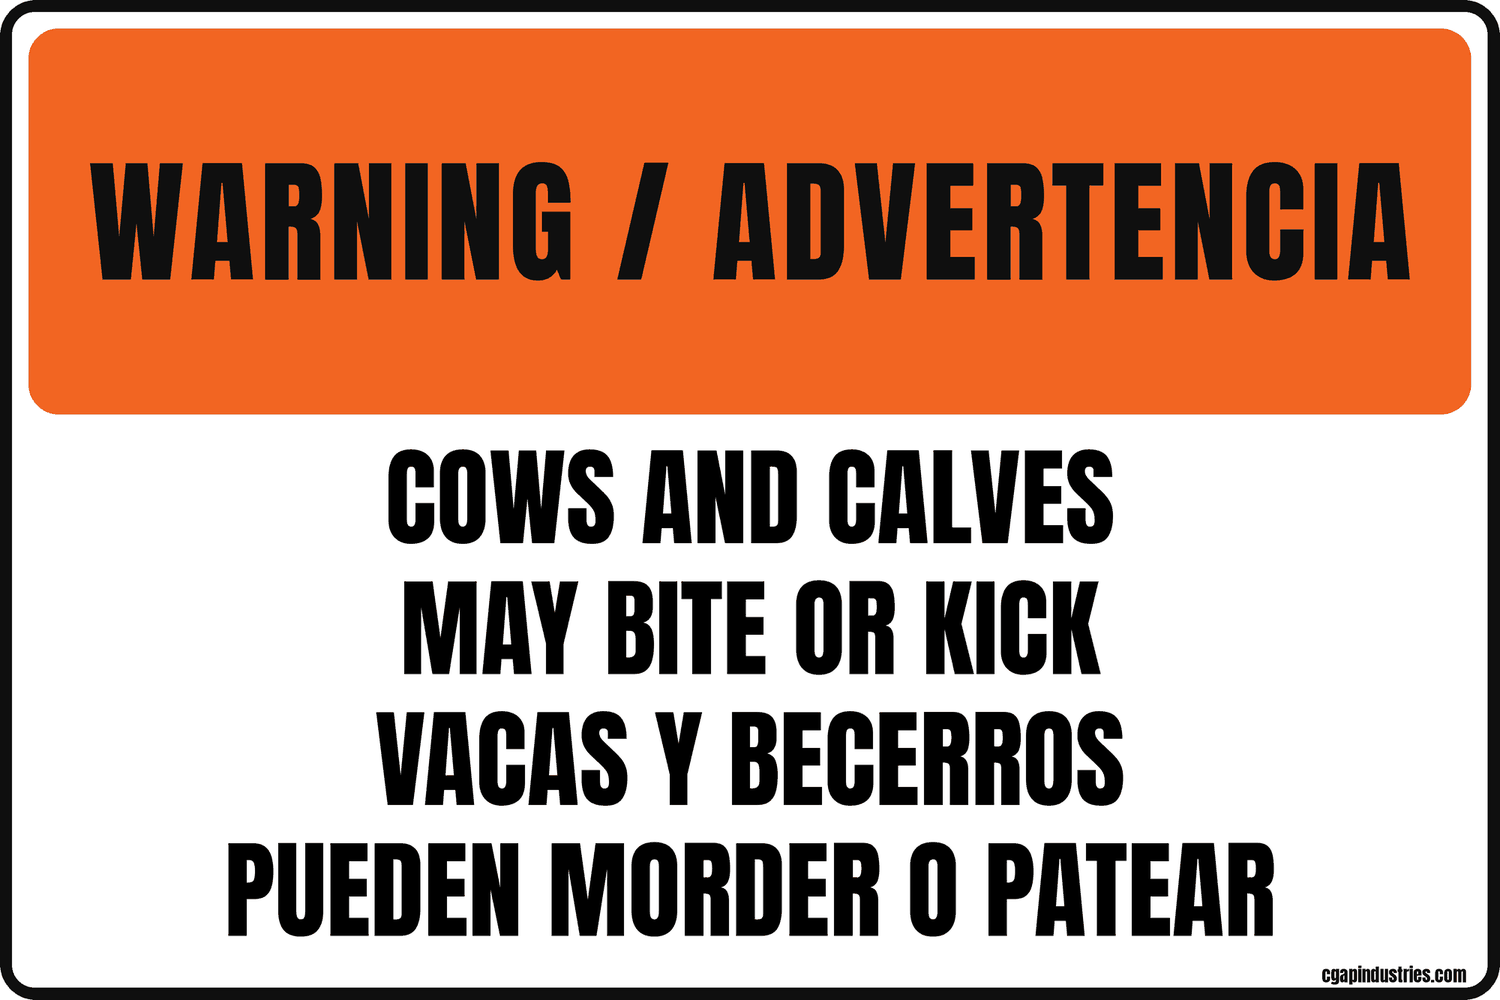 WARNING / ADVERTENCIA
COWS AND CALVES
MAY BITE OR KICK
VACAS Y BECERROS
PUEDEN MORDER O PATEAR
cgapindustries.com